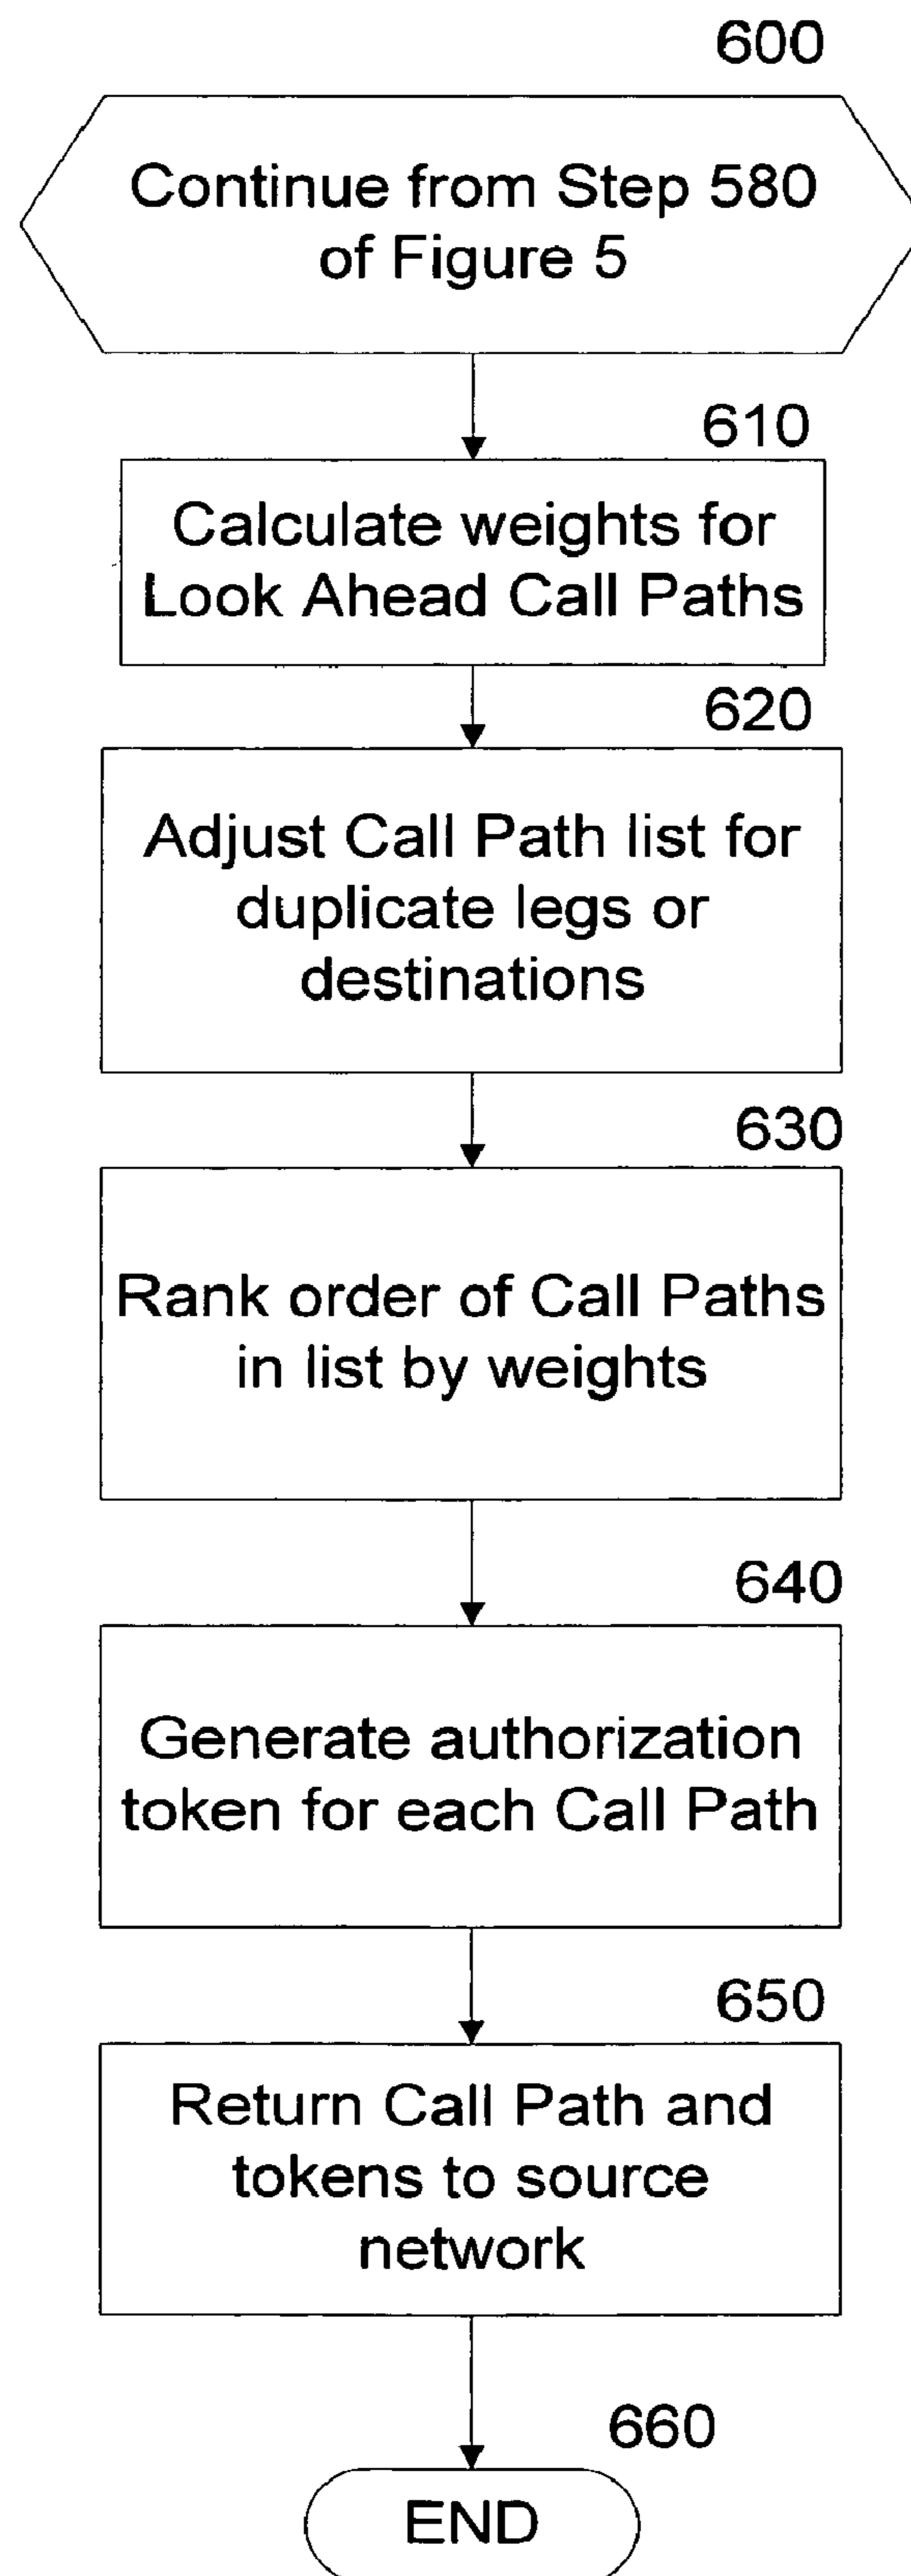 600
Continue from Step 580
of Figure 5
610
Calculate weights for
Look Ahead Call Paths
620
Adjust Call Path list for
duplicate legs or
destinations
630
Rank order of Call Paths
in list by weights
640
Generate authorization
token for each Call Path
650
Return Call Path and
tokens to source
network
660
END